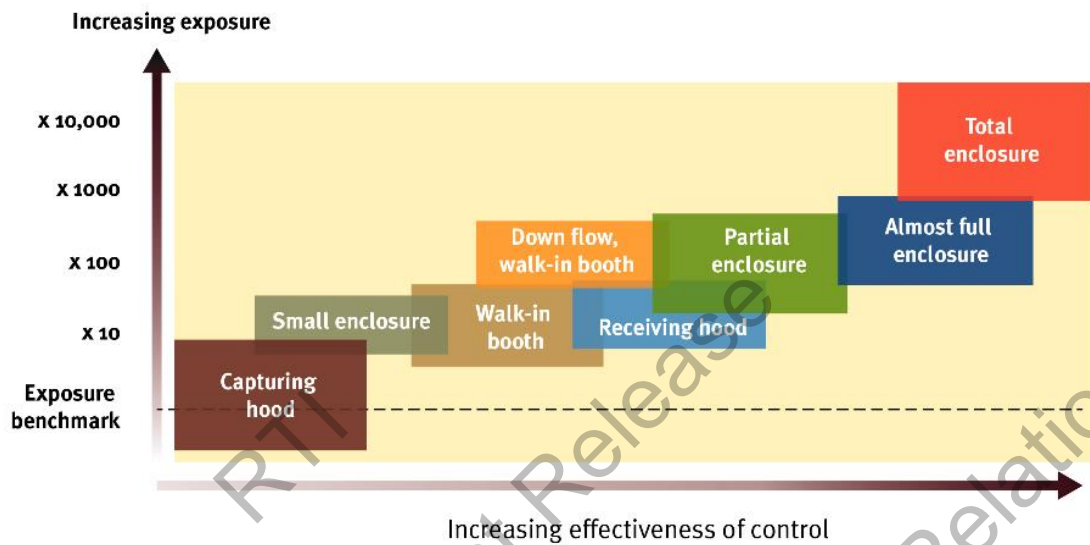 Increasing exposure
x 10,000
x 1000
x 100
x 10
Exposure
benchmark
Total
enclosure
Almost full
enclosure
Down flow,
walk-in booth
Partial
enclosure
Small enclosure
Walk-in
booth
Receiving hood
Capturing
hood
RTI
Release
Increasing effectiveness of control